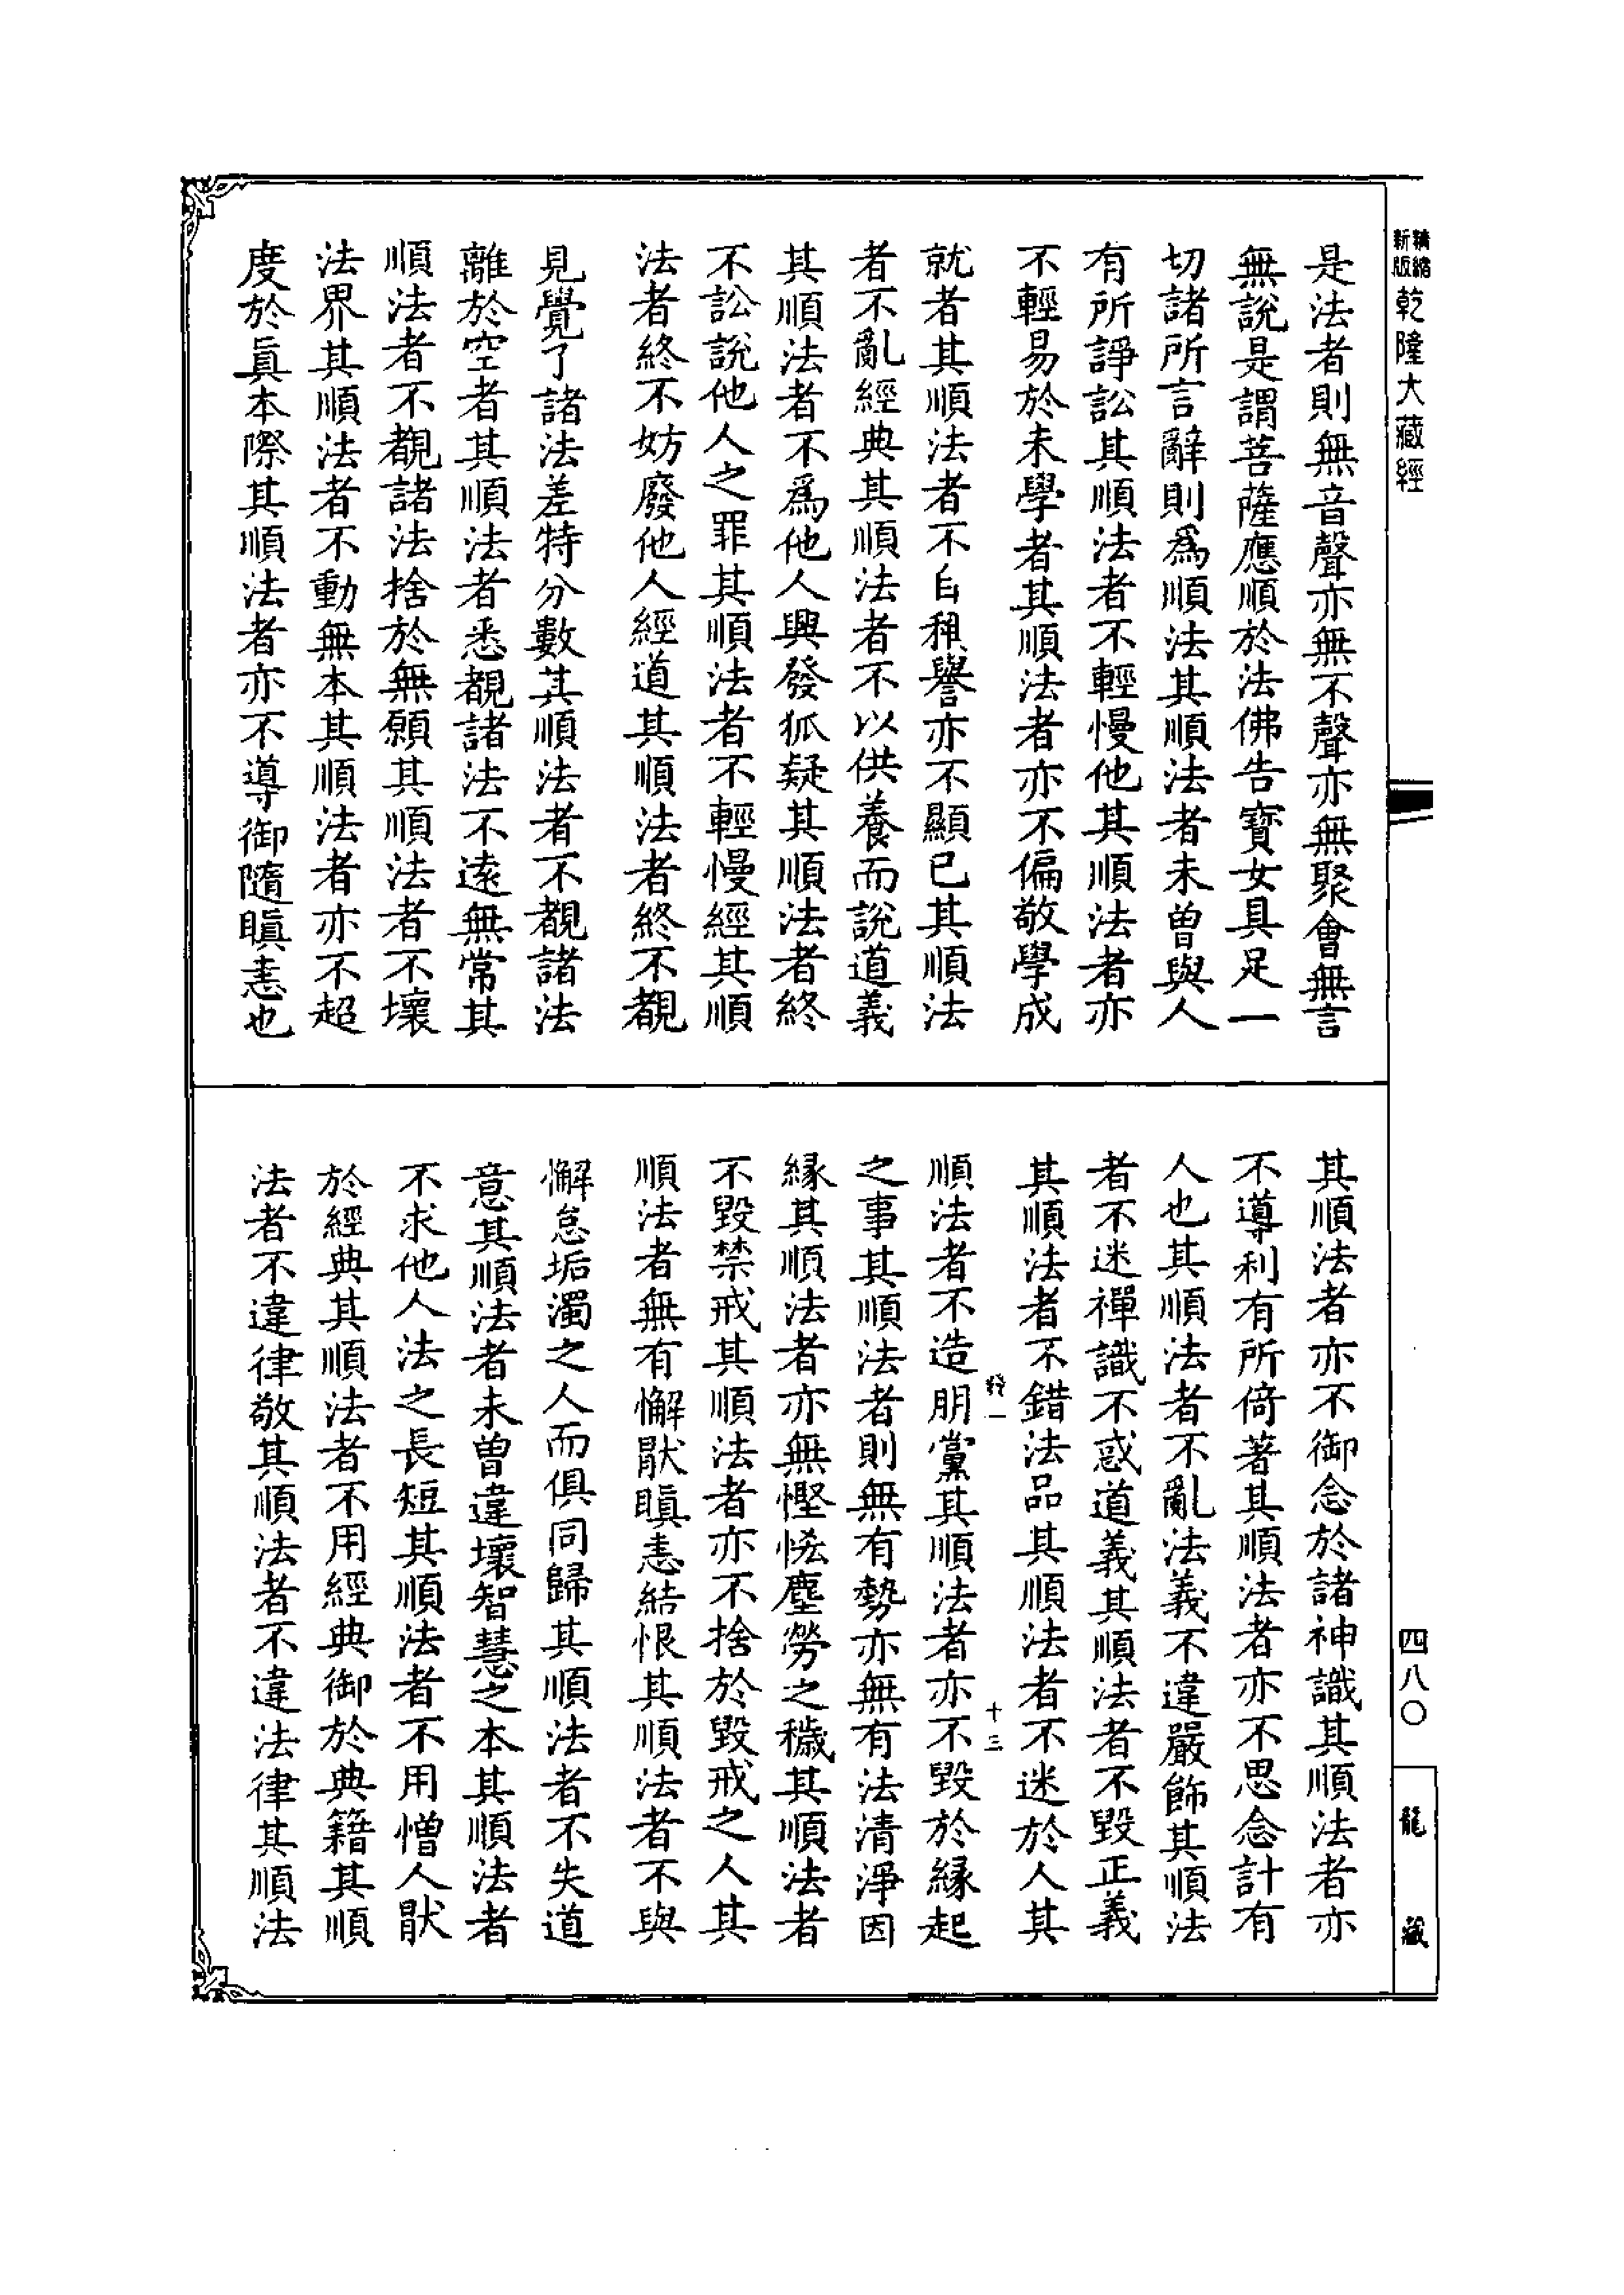 新版精縮乾隆大藏經
四八〇
龍藏
是法者則無音聲亦無不聲亦無聚會無言
無說是謂菩薩應順於法佛告寶女具足一
切諸所言辭則爲順法其順法者未曾與人
有所諍訟其順法者不輕慢他其順法者亦
不輕易於未學者其順法者亦不偏敬學成
就者其順法者不自稱譽亦不顯已其順法
者不亂經典其順法者不以供養而說道義
其順法者不爲他人興發狐疑其順法者終
不訟說他人之罪其順法者不輕慢經其順
法者終不妨廢他人經道其順法者終不覩
見覺了諸法差特分數其順法者不覩諸法
離於空者其順法者悉覩諸法不遠無常其
順法者不覩諸法捨於無願其順法者不壞
法界其順法者不動無本其順法者亦不超
度於眞本際其順法者亦不導御隨瞋恚也
其順法者亦不御念於諸神識其順法者亦
不導利有所倚著其順法者亦不思念計有
人也其順法者不亂法義不違嚴飾其順法
者不迷禪識不惑道義其順法者不毀正義
其順法者不錯法品其順法者不迷於人其
發一
十三
順法者不造朋黨其順法者亦不毀於緣起
之事其順法者則無有勢亦無有法清淨因
緣其順法者亦無慳悋塵勞之穢其順法者
不毀禁戒其順法者亦不捨於毀戒之人其
順法者無有懈猒瞋恚結恨其順法者不與
懈怠垢濁之人而俱同歸其順法者不失道
意其順法者未曾違壞智慧之本其順法者
不求他人法之長短其順法者不用憎人猒
於經典其順法者不用經典御於典籍其順
法者不違律敬其順法者不違法律其順法